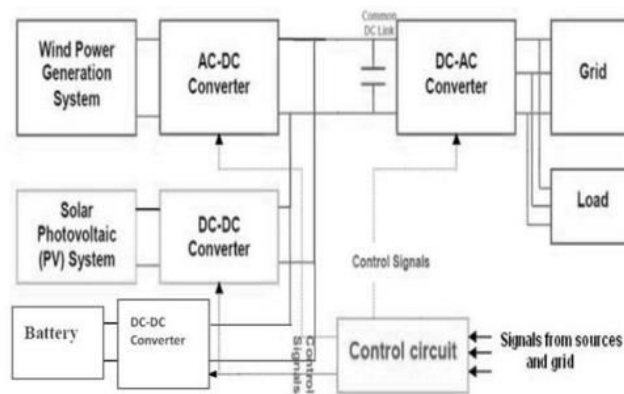 Common
DC Link
Wind Power
Generation
System
AC-DC
Converter
DC-AC
Converter
Grid
Load
Solar
Photovoltaic
(PV) System
DC-DC
Converter
Control Signals
Battery
DC-DC
Converter
Control
Signals
Control circuit
Signals from sources
and grid